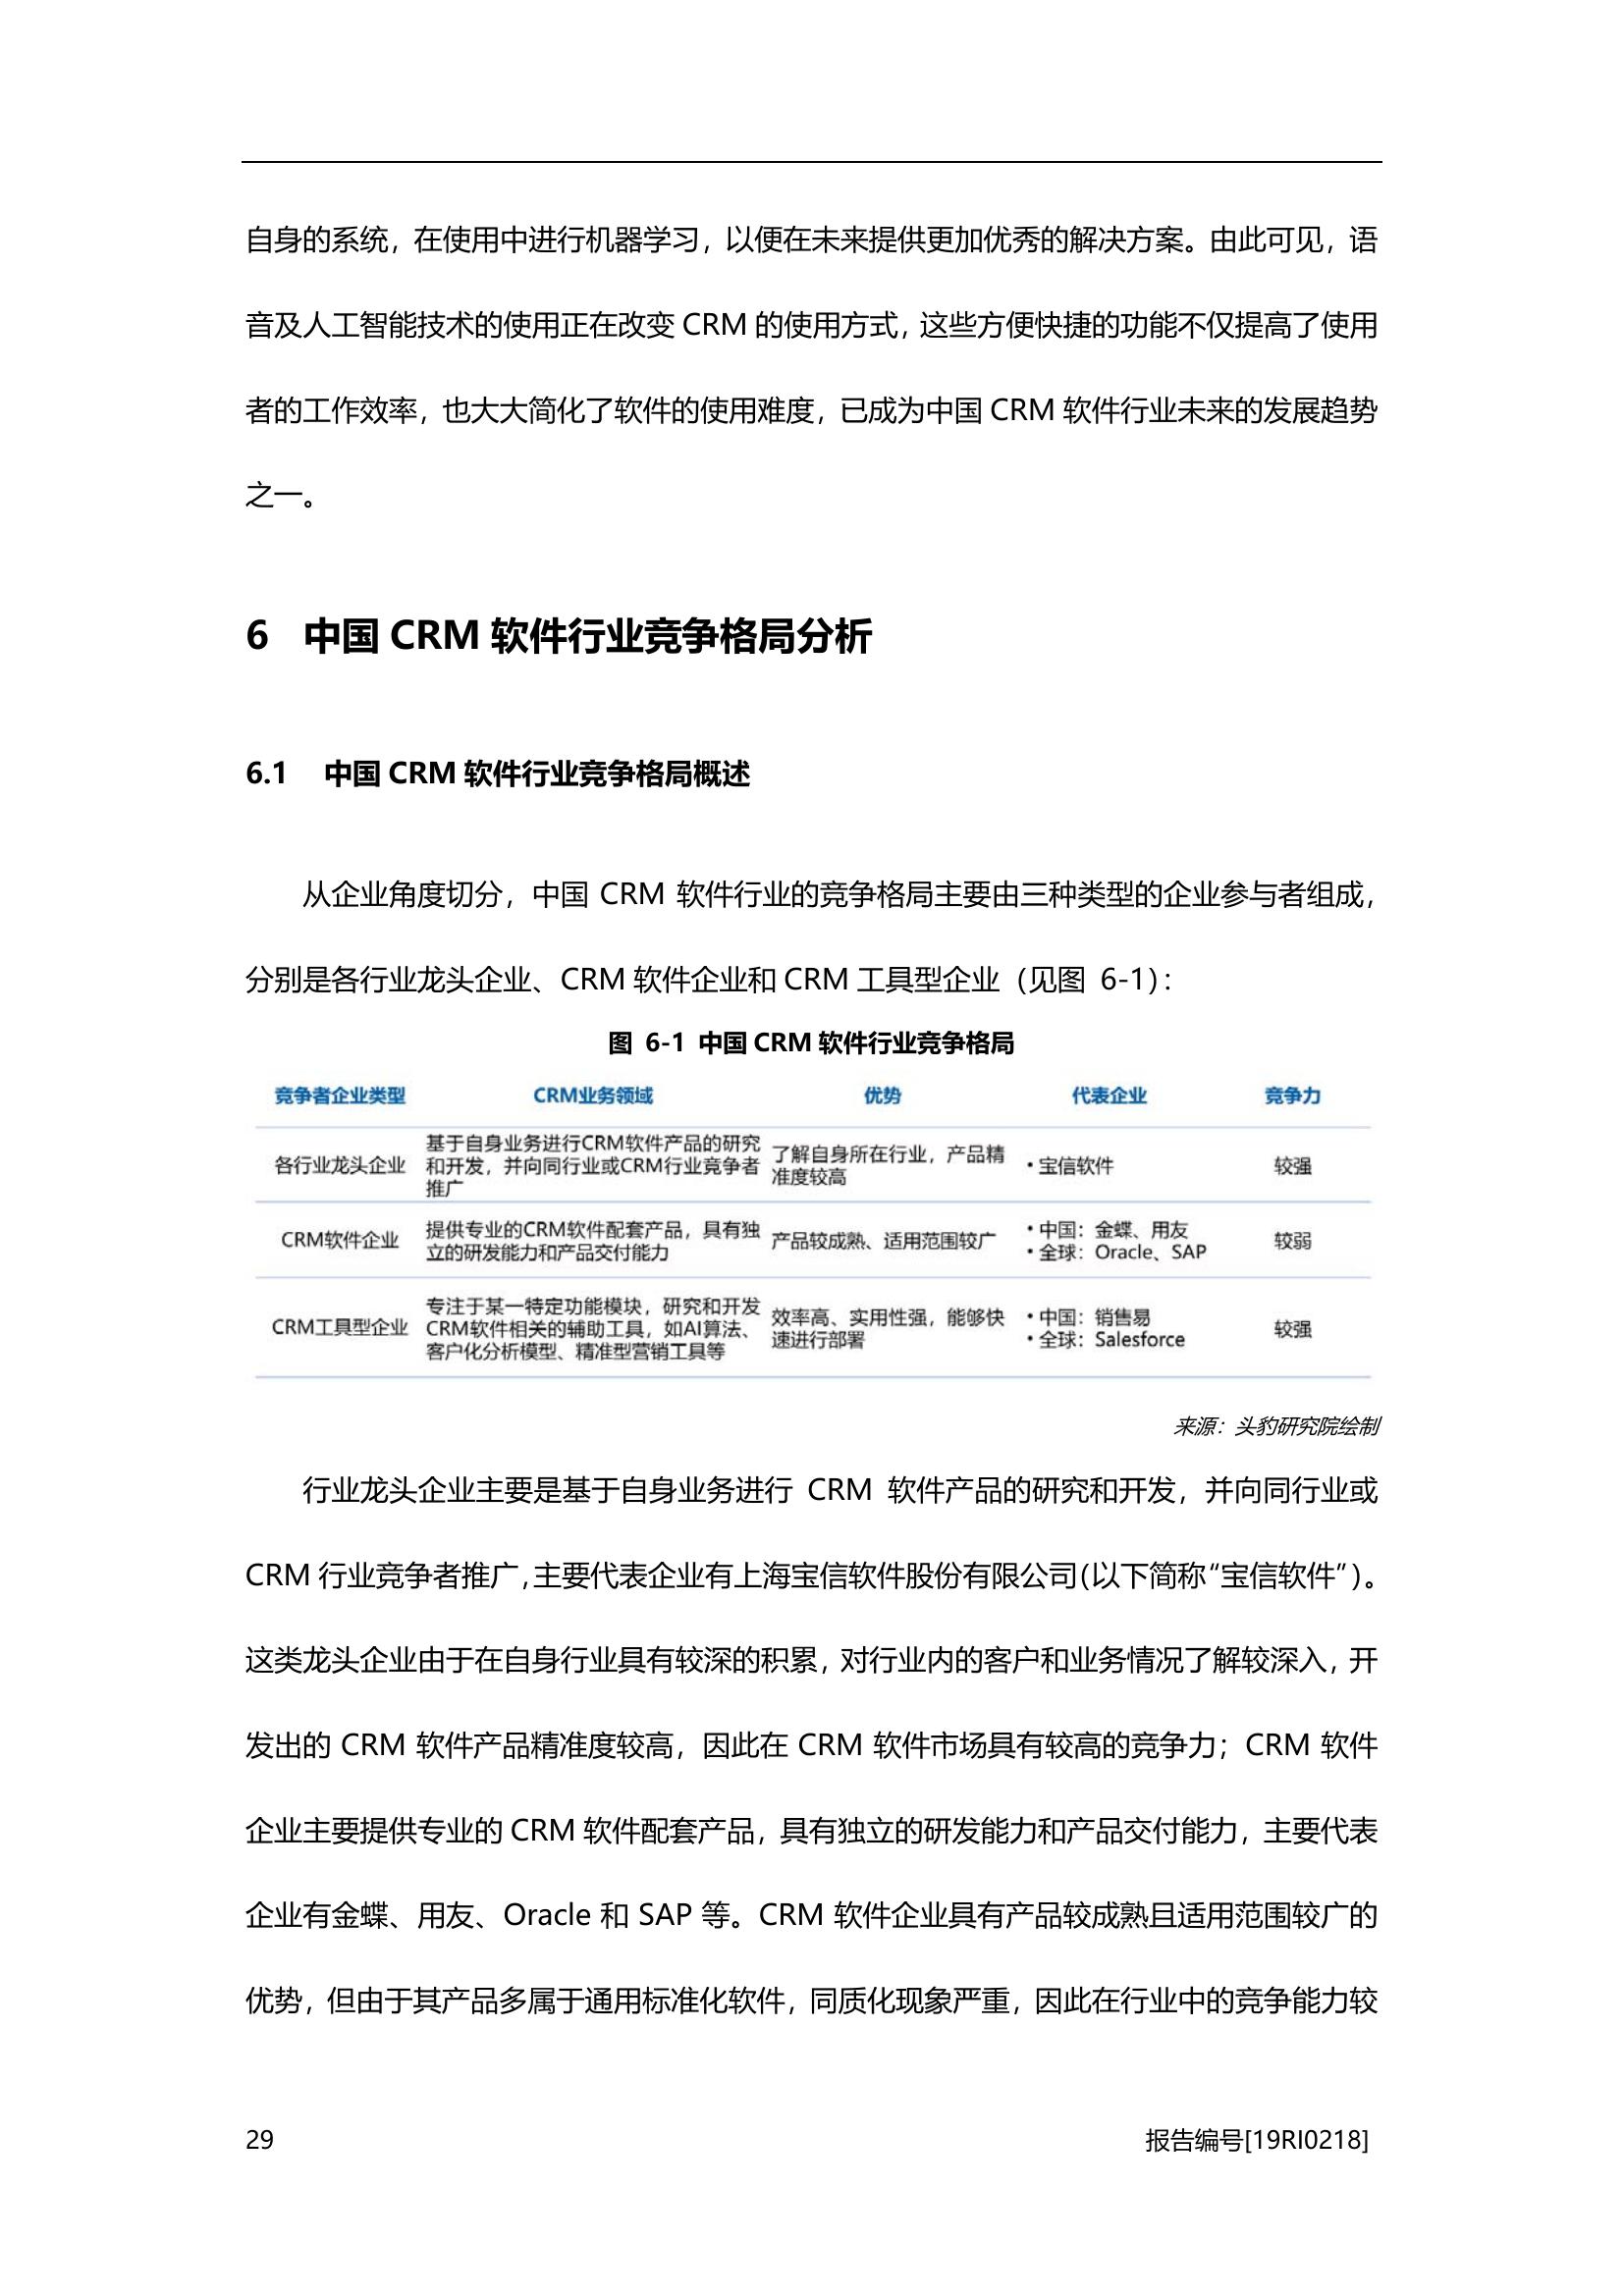 自身的系统，在使用中进行机器学习，以便在未来提供更加优秀的解决方案。由此可见，语
音及人工智能技术的使用正在改变 CRM 的使用方式，这些方便快捷的功能不仅提高了使用
者的工作效率，也大大简化了软件的使用难度，已成为中国 CRM 软件行业未来的发展趋势
之一。
6 中国 CRM 软件行业竞争格局分析
6.1 中国 CRM 软件行业竞争格局概述
从企业角度切分，中国 CRM 软件行业的竞争格局主要由三种类型的企业参与者组成，
分别是各行业龙头企业、CRM 软件企业和 CRM 工具型企业（见图 6-1）：
图 6-1 中国 CRM 软件行业竞争格局
竞争者企业类型 CRM业务领域 优势 代表企业 竞争力
各行业龙头企业
基于自身业务进行CRM软件产品的研究
和开发，并向同行业或CRM行业竞争者
推广
了解自身所在行业，产品精
准度较高
• 宝信软件
较强
CRM软件企业
提供专业的CRM软件配套产品，具有独
立的研发能力和产品交付能力
产品较成熟、适用范围较广
• 中国：金蝶、用友
• 全球：Oracle、SAP
较弱
CRM工具型企业
专注于某一特定功能模块，研究和开发
CRM软件相关的辅助工具，如AI算法、
客户化分析模型、精准型营销工具等
效率高、实用性强，能够快
速进行部署
• 中国：销售易
• 全球：Salesforce
较强
来源：头豹研究院绘制
行业龙头企业主要是基于自身业务进行 CRM 软件产品的研究和开发，并向同行业或
CRM 行业竞争者推广，主要代表企业有上海宝信软件股份有限公司（以下简称“宝信软件”）。
这类龙头企业由于在自身行业具有较深的积累，对行业内的客户和业务情况了解较深入，开
发出的 CRM 软件产品精准度较高，因此在 CRM 软件市场具有较高的竞争力；CRM 软件
企业主要提供专业的 CRM 软件配套产品，具有独立的研发能力和产品交付能力，主要代表
企业有金蝶、用友、Oracle 和 SAP 等。CRM 软件企业具有产品较成熟且适用范围较广的
优势，但由于其产品多属于通用标准化软件，同质化现象严重，因此在行业中的竞争能力较
29 报告编号[19RI0218]